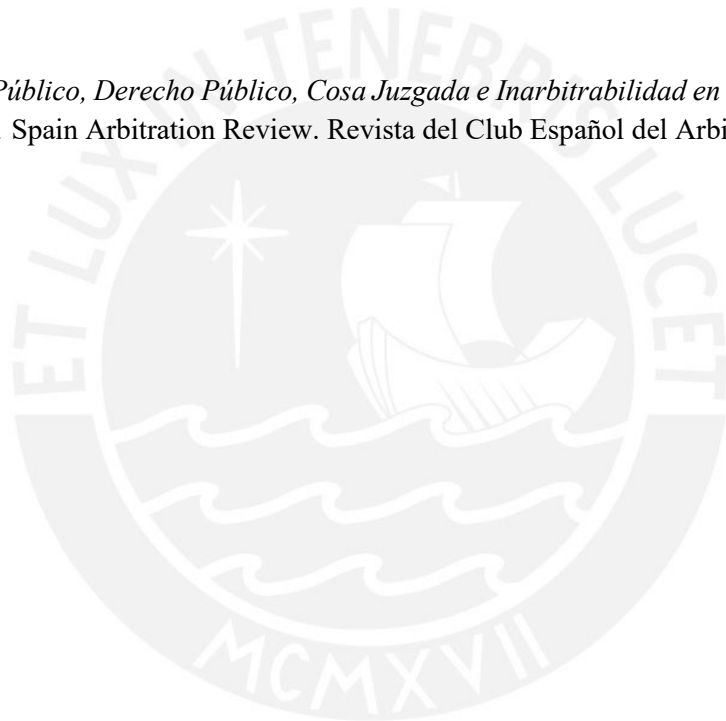 Público, Derecho Público, Cosa Juzgada e Inarbitrabilidad en
Spain Arbitration Review. Revista del Club Español del Arbi
ET LUX IN TENEBRIS LUCET
MCMXVII